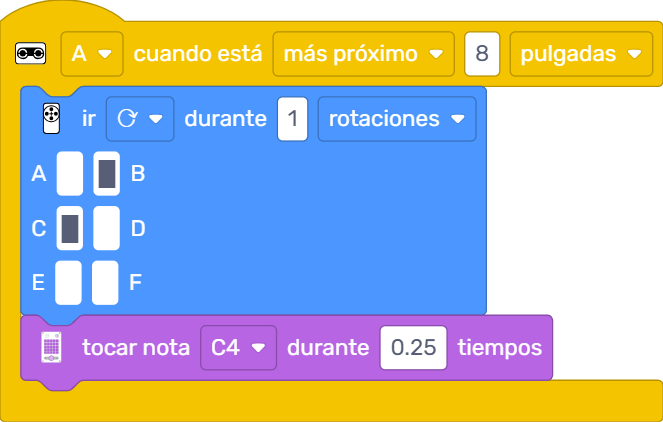 A cuando está más próximo 8 pulgadas
ir durante 1 rotaciones
A B
C D
E F
tocar nota C4 durante 0.25 tiempos